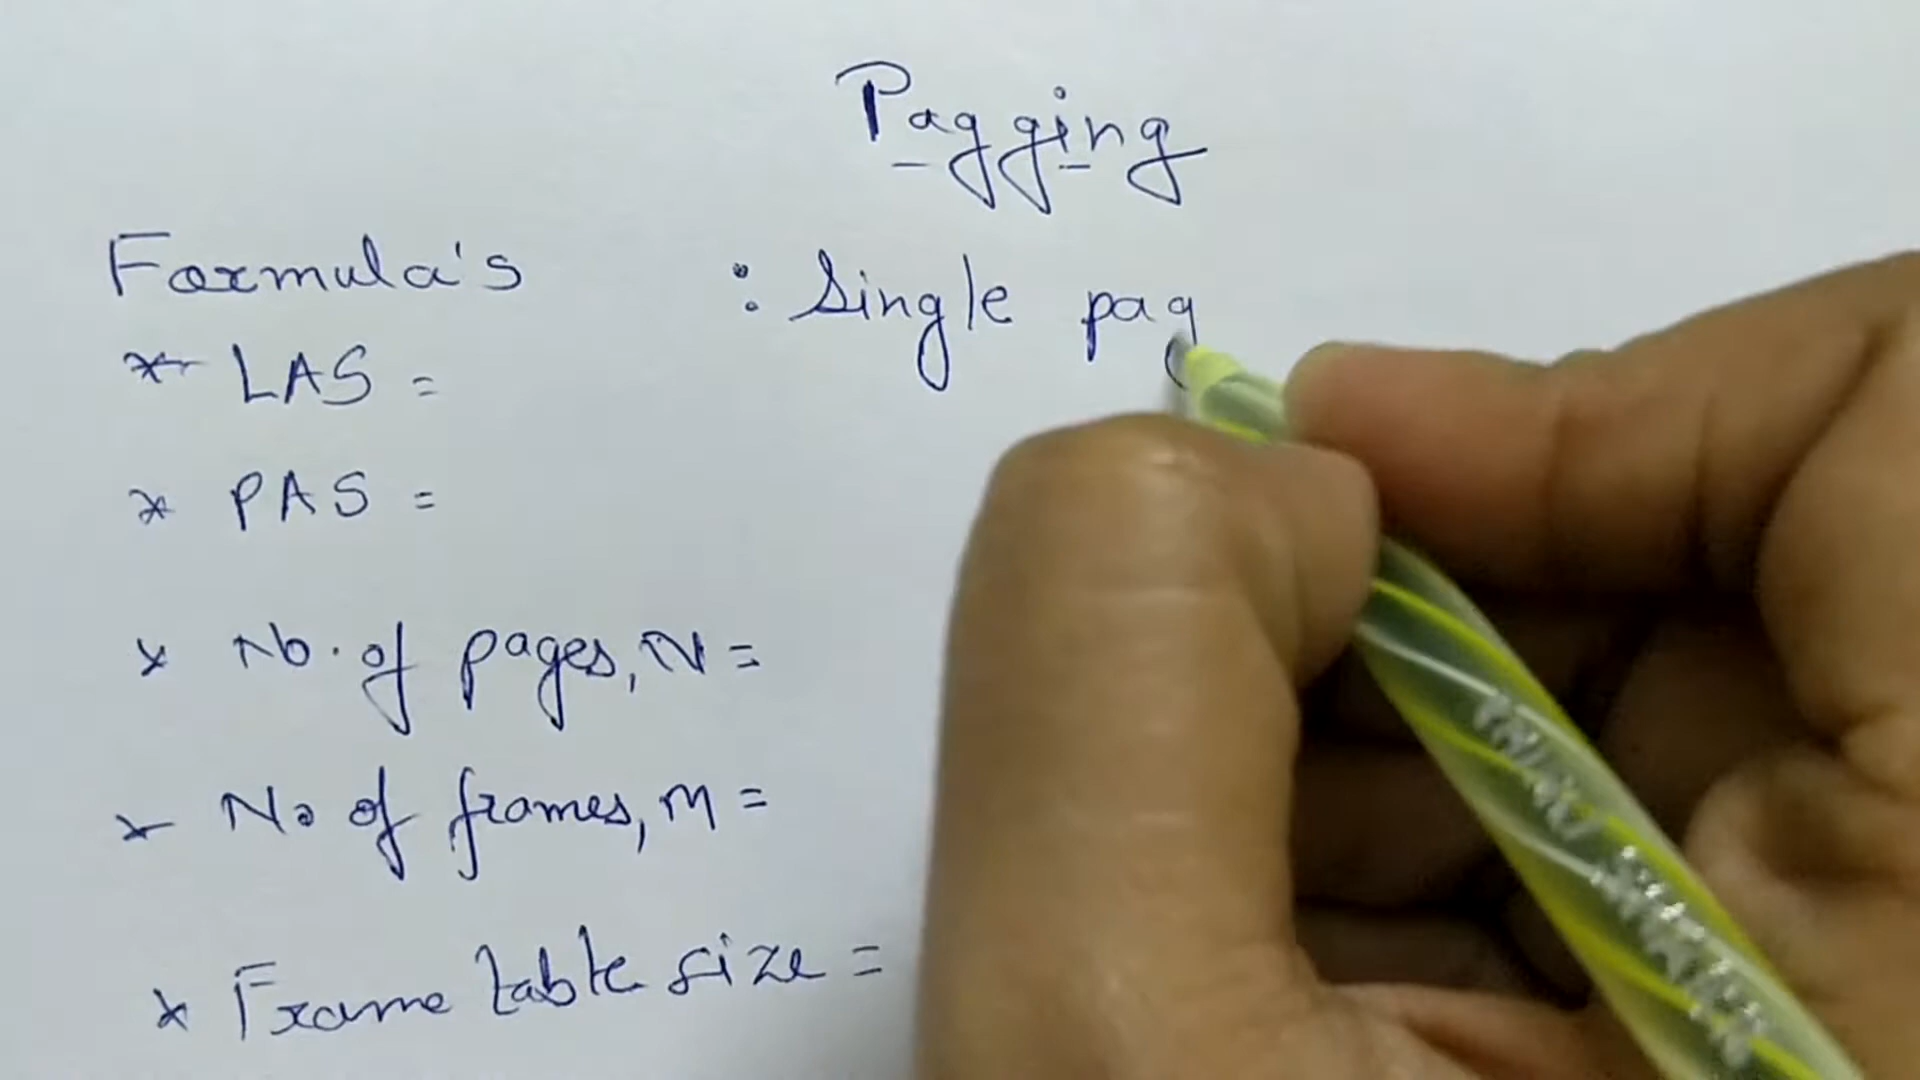 Pagging
Formula's : Single pag
* LAS =
* PAS =
* No. of pages, N =
* No of frames, M =
* Frame table size =